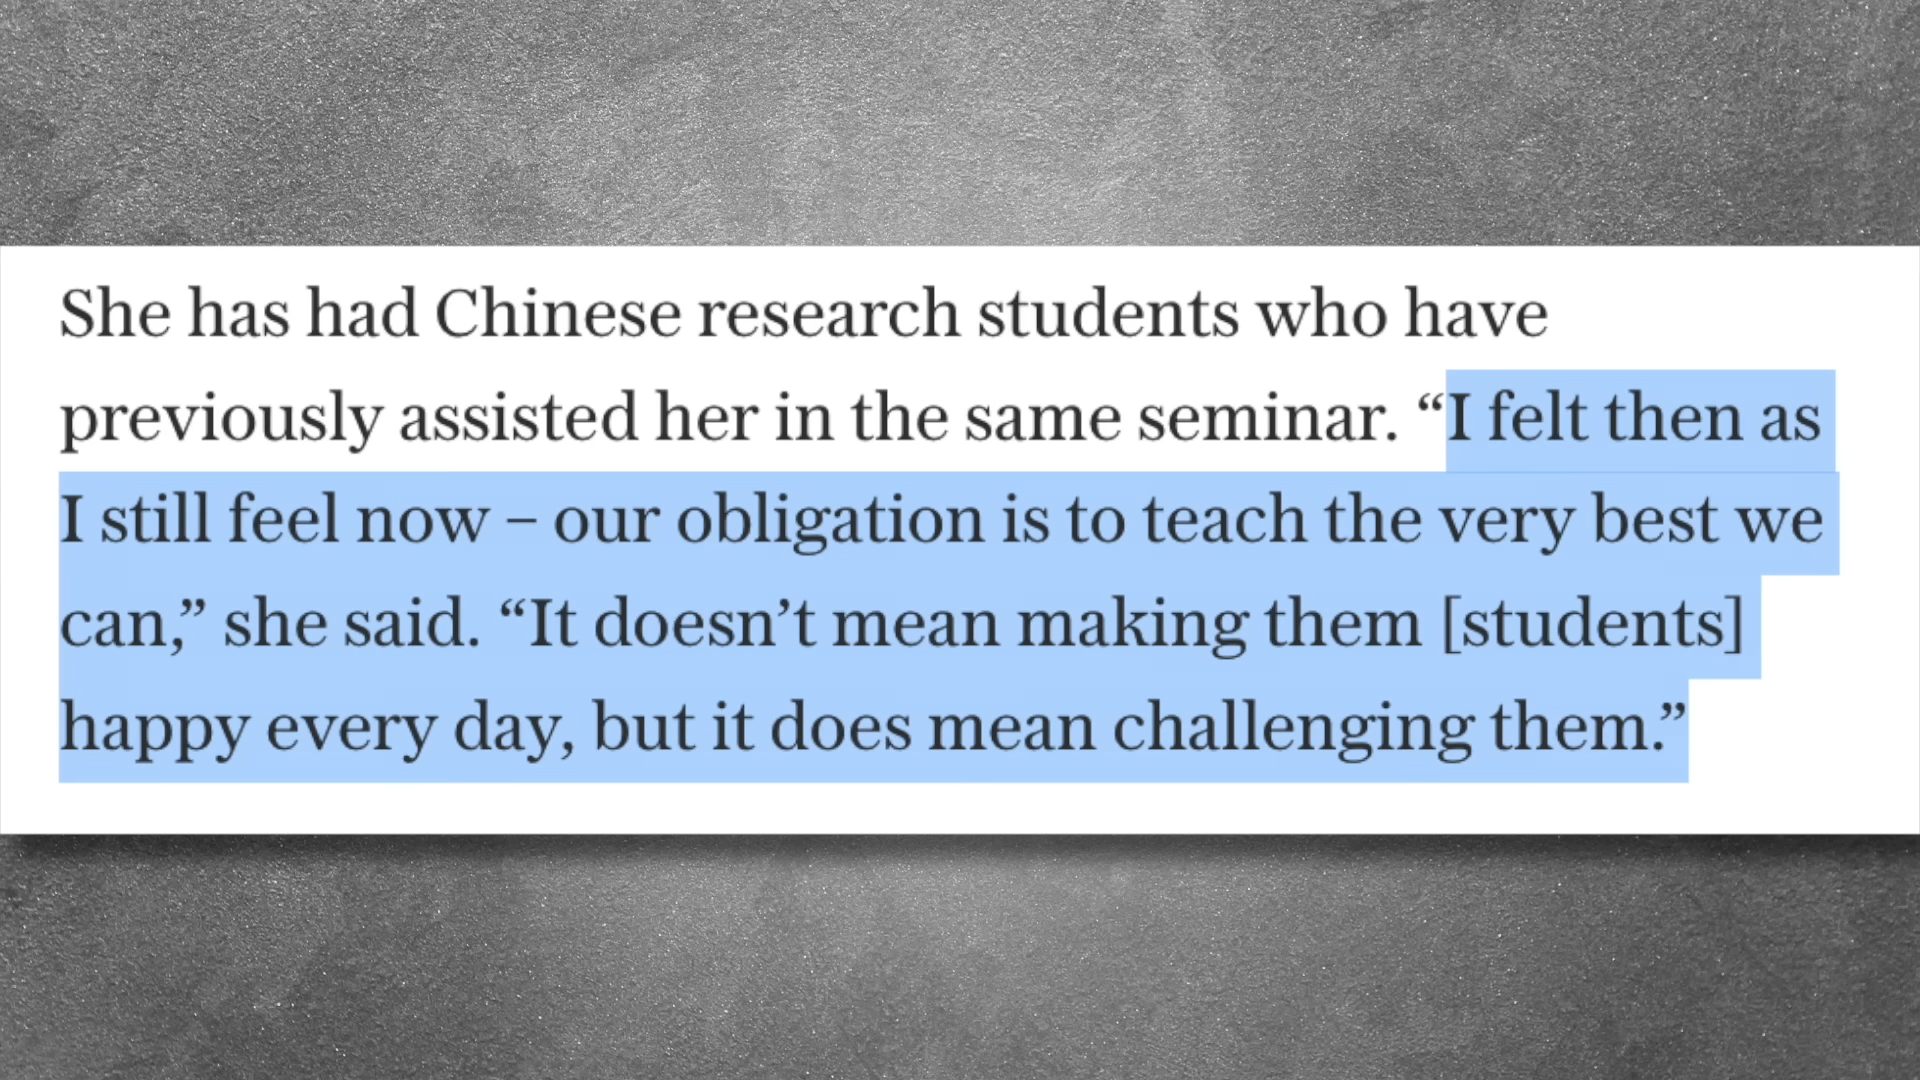 She has had Chinese research students who have
previously assisted her in the same seminar. “I felt then as
I still feel now – our obligation is to teach the very best we
can,” she said. “It doesn’t mean making them [students]
happy every day, but it does mean challenging them.”